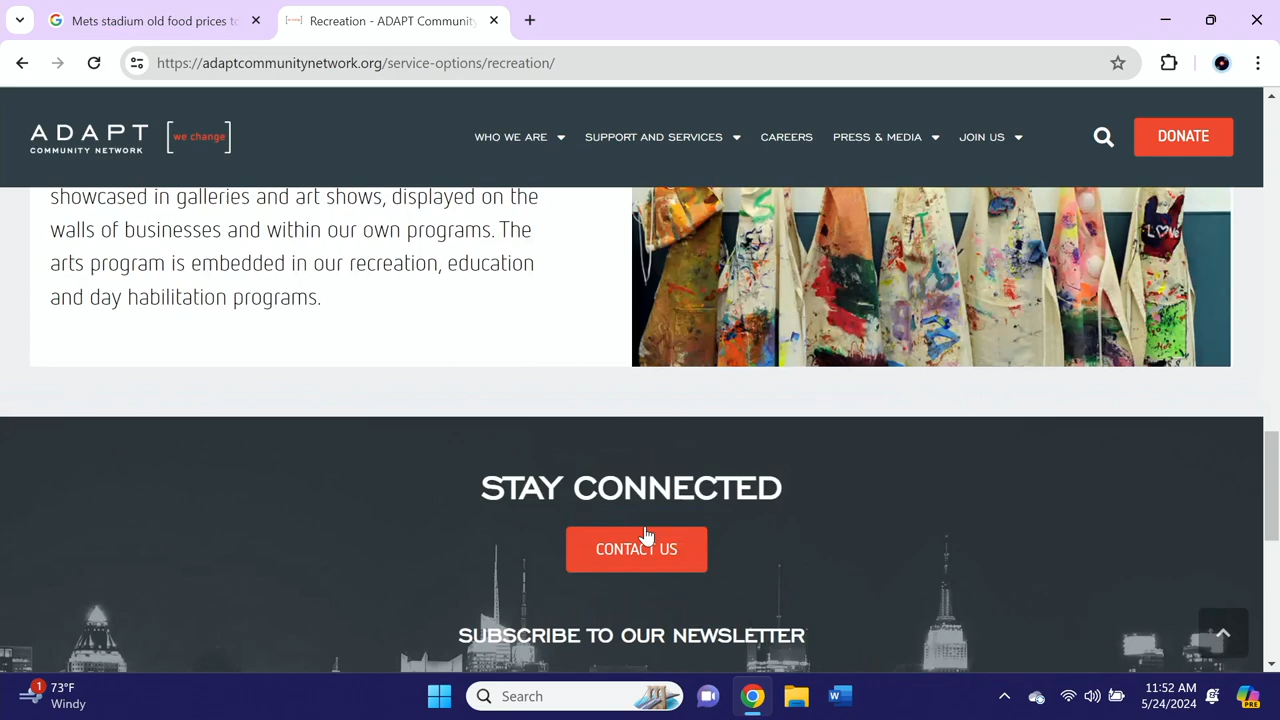 Mets stadium old food prices to
Recreation - ADAPT Community
https://adaptcommunitynetwork.org/service-options/recreation/
ADAPT
COMMUNITY NETWORK
[we change]
WHO WE ARE
SUPPORT AND SERVICES
CAREERS
PRESS & MEDIA
JOIN US
DONATE
showcased in galleries and art shows, displayed on the
walls of businesses and within our own programs. The
arts program is embedded in our recreation, education
and day habilitation programs.
LOVE
STAY CONNECTED
CONTACT US
SUBSCRIBE TO OUR NEWSLETTER
1
73°F
Windy
Search
11:52 AM
5/24/2024
PRE